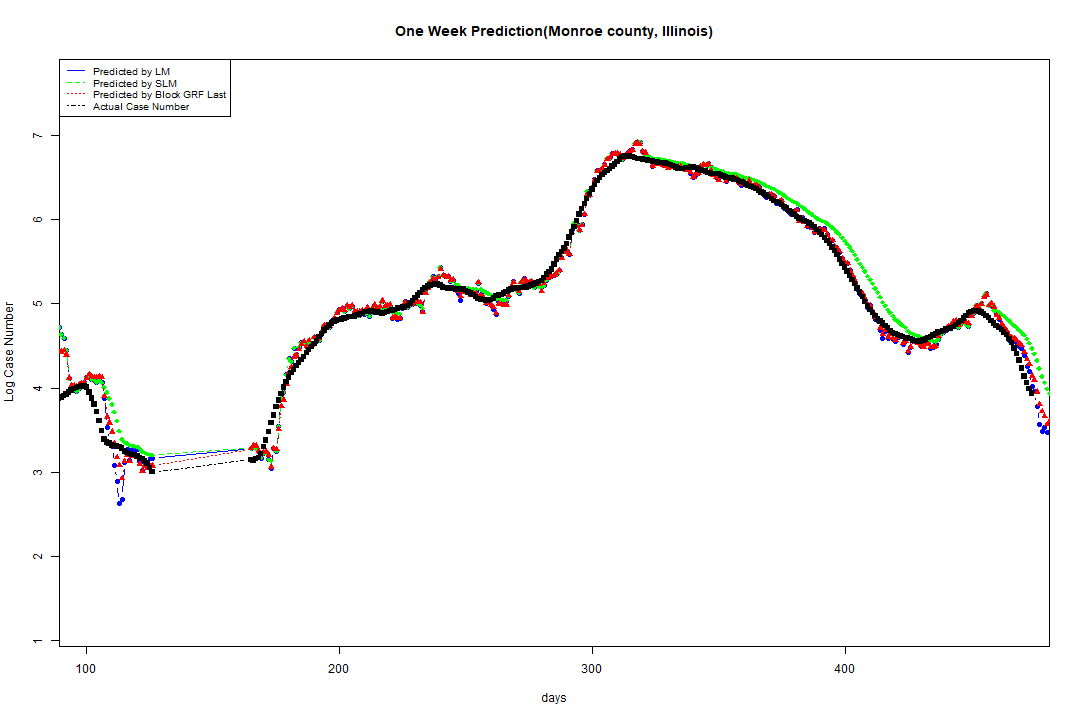 One Week Prediction(Monroe county, Illinois)
Predicted by LM
Predicted by SLM
Predicted by Block GRF Last
Actual Case Number
Log Case Number
7
6
5
4
3
2
1
100 200 300 400
days